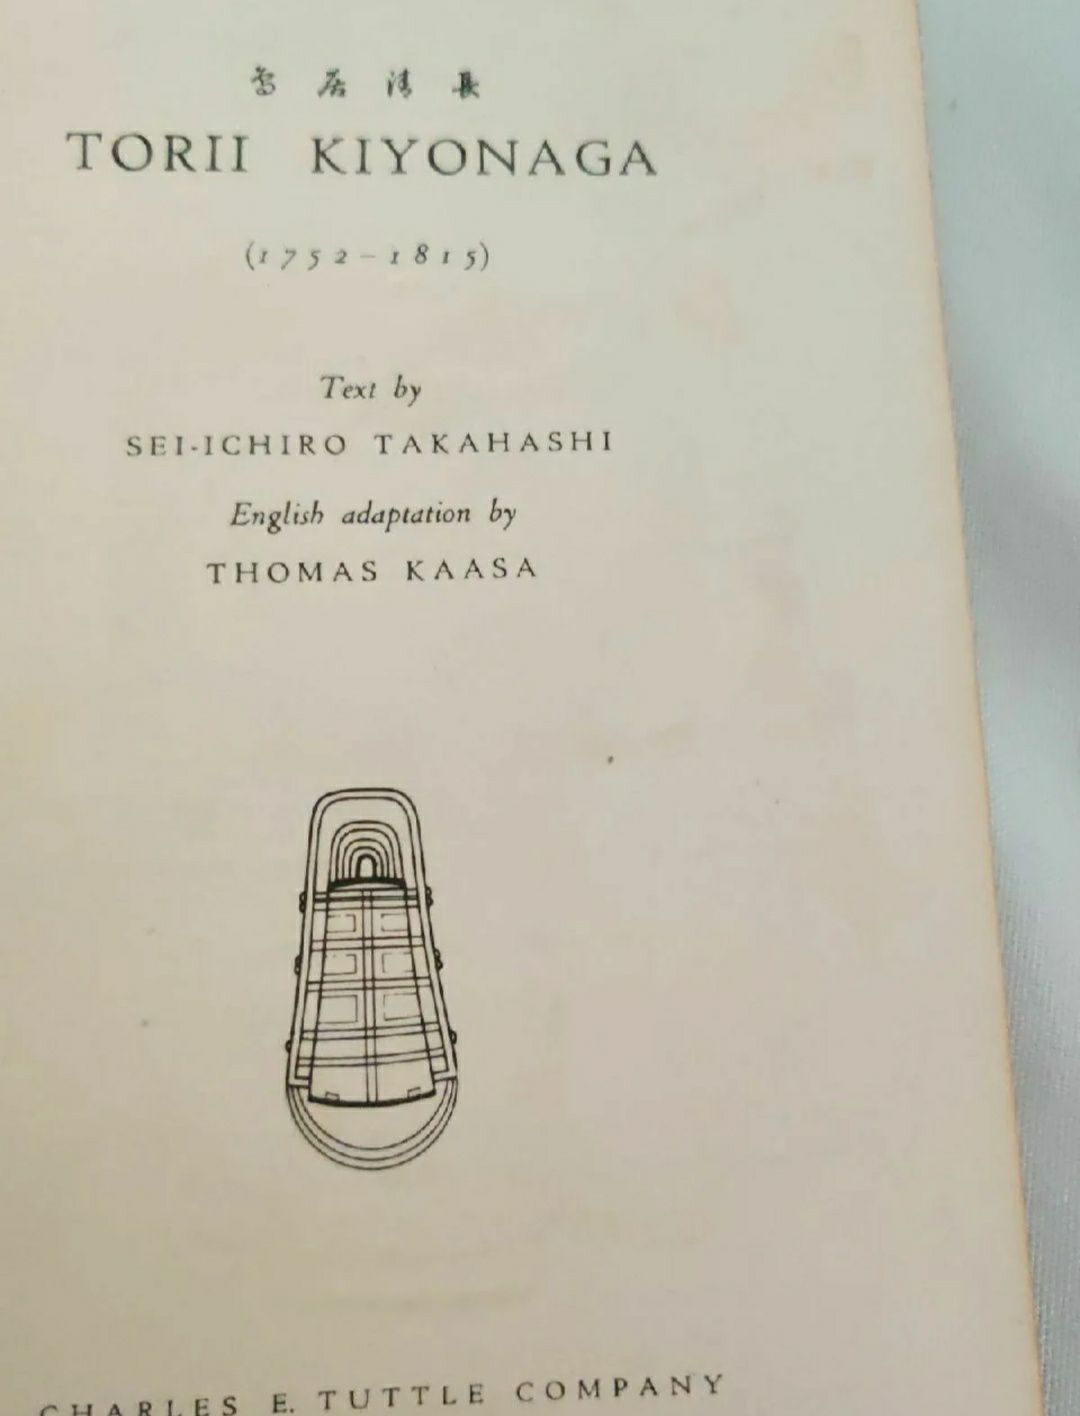 鳥居清長
TORII KIYONAGA
(1752–1815)
Text by
SEI-ICHIRO TAKAHASHI
English adaptation by
THOMAS KAASA
CHARLES E. TUTTLE COMPANY